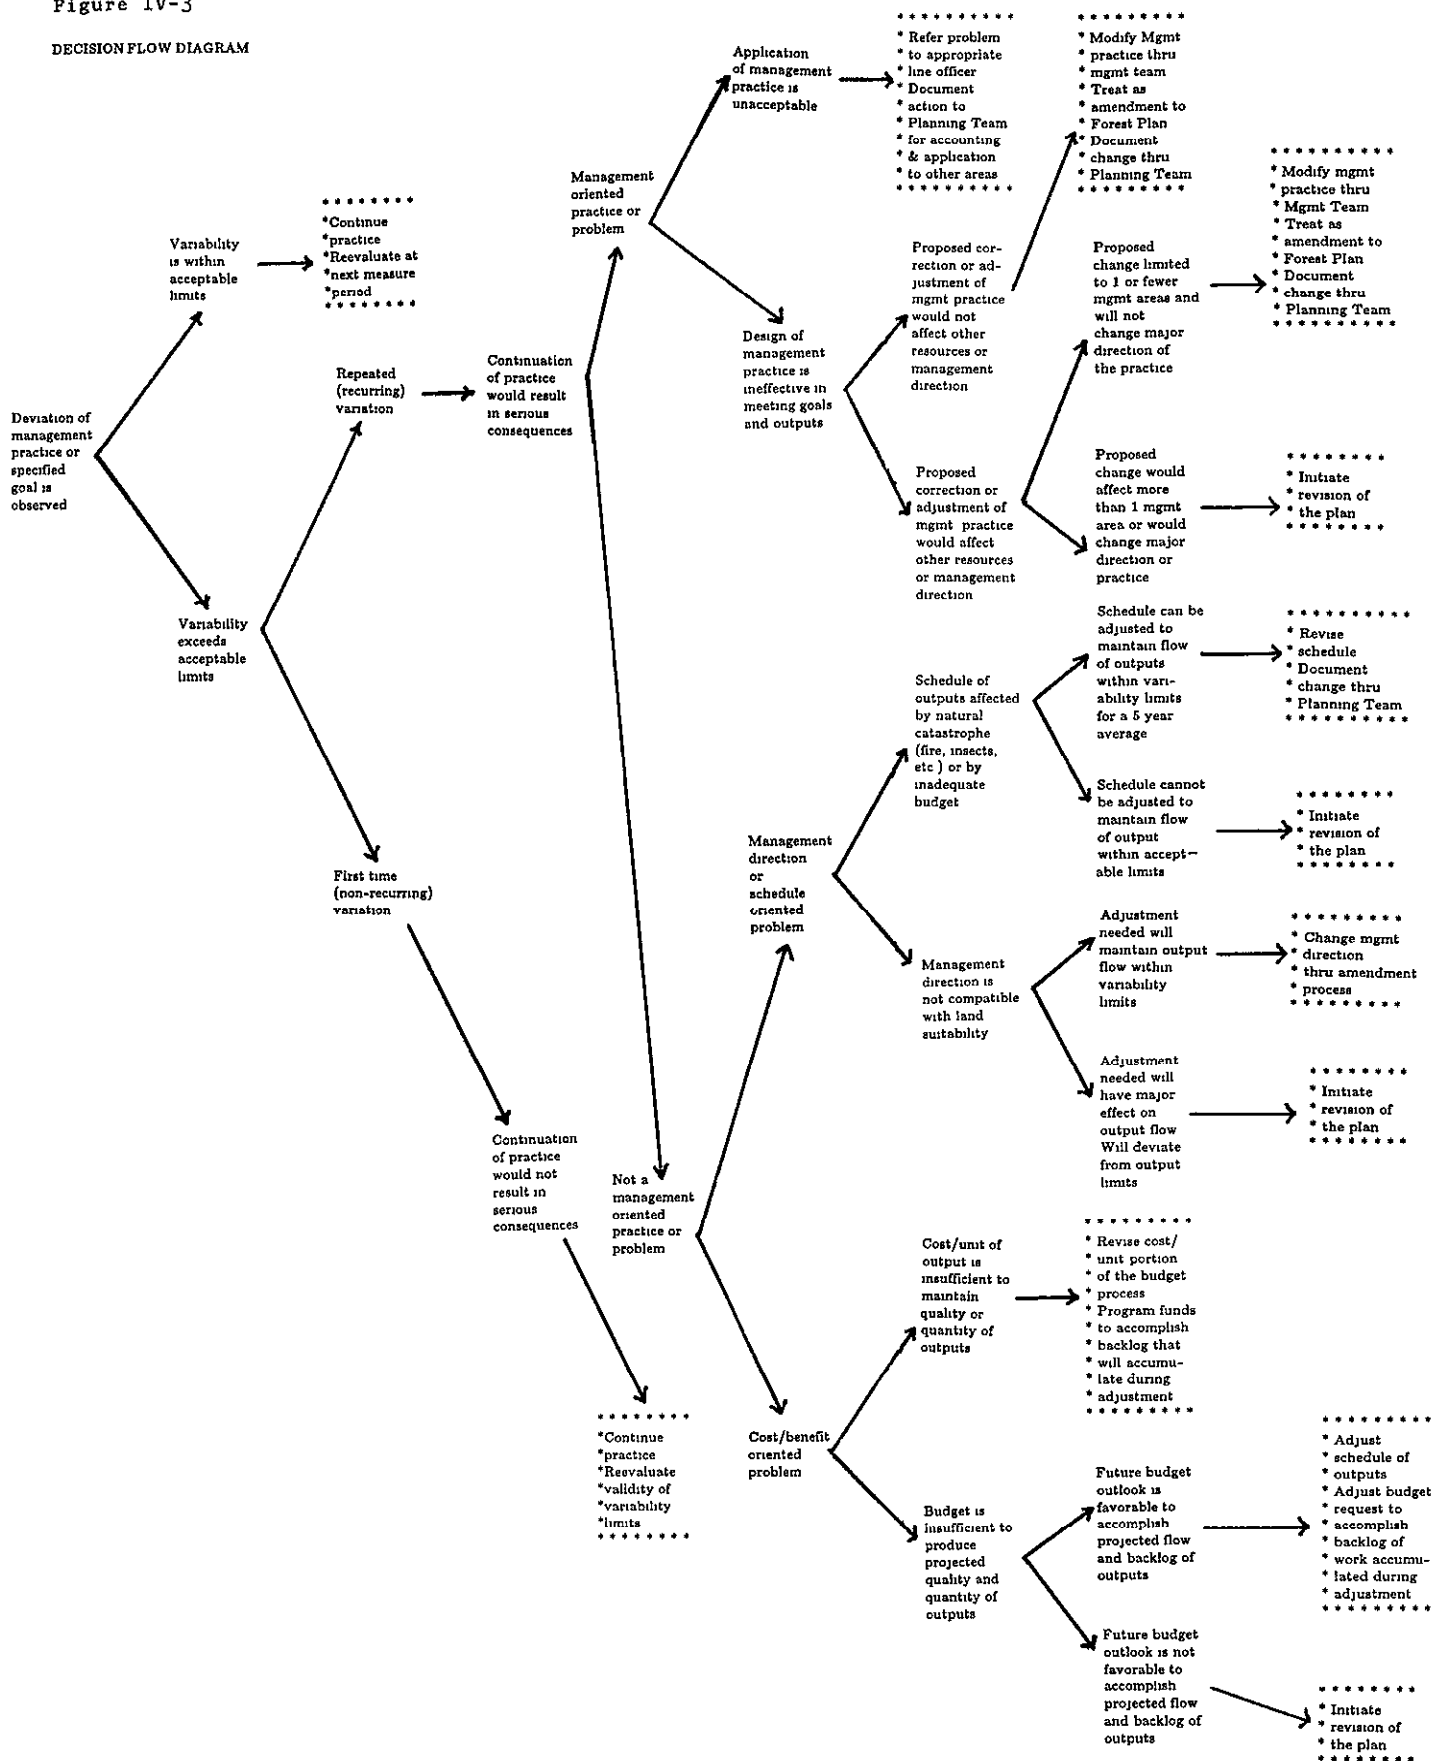 Figure IV-3
DECISION FLOW DIAGRAM
Deviation of
management
practice or
specified
goal is
observed
Variability
is within
acceptable
limits
* * * * * * * *
*Continue
*practice
*Reevaluate at
*next measure
*period
* * * * * * * *
Variability
exceeds
acceptable
limits
Repeated
(recurring)
variation
First time
(non-recurring)
variation
Continuation
of practice
would result
in serious
consequences
Continuation
of practice
would not
result in
serious
consequences
* * * * * * * *
*Continue
*practice
*Reevaluate
*validity of
*variability
*limits
* * * * * * * *
Management
oriented
practice or
problem
Not a
management
oriented
practice or
problem
Application
of management
practice is
unacceptable
* * * * * * * * * *
* Refer problem
* to appropriate
* line officer
* Document
* action to
* Planning Team
* for accounting
* & application
* to other areas
* * * * * * * * * *
Design of
management
practice is
ineffective in
meeting goals
and outputs
Proposed cor-
rection or ad-
justment of
mgmt practice
would not
affect other
resources or
management
direction
* * * * * * * * *
* Modify Mgmt
* practice thru
* mgmt team
* Treat as
* amendment to
* Forest Plan
* Document
* change thru
* Planning Team
* * * * * * * * *
Proposed
correction or
adjustment of
mgmt practice
would affect
other resources
or management
direction
Proposed
change limited
to 1 or fewer
mgmt areas and
will not
change major
direction of
the practice
* * * * * * * * * *
* Modify mgmt
* practice thru
* Mgmt Team
* Treat as
* amendment to
* Forest Plan
* Document
* change thru
* Planning Team
* * * * * * * * * *
Proposed
change would
affect more
than 1 mgmt
area or would
change major
direction or
practice
* * * * * * * *
* Initiate
* revision of
* the plan
* * * * * * * *
Management
direction
or
schedule
oriented
problem
Schedule of
outputs affected
by natural
catastrophe
(fire, insects,
etc ) or by
inadequate
budget
Schedule can be
adjusted to
maintain flow
of outputs
within vari-
ability limits
for a 5 year
average
* * * * * * * * * *
* Revise
* schedule
* Document
* change thru
* Planning Team
* * * * * * * * * *
Schedule cannot
be adjusted to
maintain flow
of output
within accept-
able limits
* * * * * * * *
* Initiate
* revision of
* the plan
* * * * * * * *
Management
direction is
not compatible
with land
suitability
Adjustment
needed will
maintain output
flow within
variability
limits
* * * * * * * * *
* Change mgmt
* direction
* thru amendment
* process
* * * * * * * * *
Adjustment
needed will
have major
effect on
output flow
Will deviate
from output
limits
* * * * * * * *
* Initiate
* revision of
* the plan
* * * * * * * *
Cost/benefit
oriented
problem
Cost/unit of
output is
insufficient to
maintain
quality or
quantity of
outputs
* * * * * * * *
* Revise cost/
* unit portion
* of the budget
* process
* Program funds
* to accomplish
* backlog that
* will accumu-
* late during
* adjustment
* * * * * * * * *
Budget is
insufficient to
produce
projected
quality and
quantity of
outputs
Future budget
outlook is
favorable to
accomplish
projected flow
and backlog of
outputs
* * * * * * * * *
* Adjust
* schedule of
* outputs
* Adjust budget
* request to
* accomplish
* backlog of
* work accumu-
* lated during
* adjustment
* * * * * * * * *
Future budget
outlook is not
favorable to
accomplish
projected flow
and backlog of
outputs
* * * * * * * *
* Initiate
* revision of
* the plan
* * * * * * * *